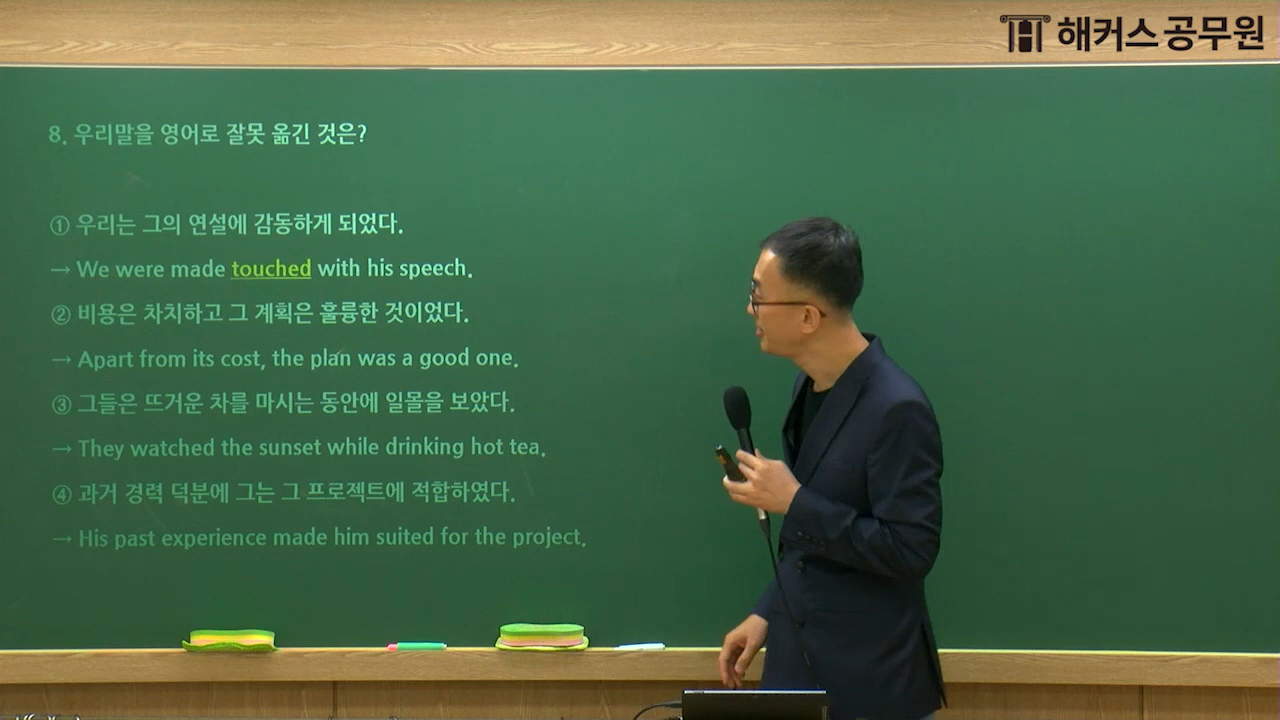 해커스공무원
8. 우리말을 영어로 잘못 옮긴 것은?
① 우리는 그의 연설에 감동하게 되었다.
→ We were made touched with his speech.
② 비용은 차치하고 그 계획은 훌륭한 것이었다.
→ Apart from its cost, the plan was a good one.
③ 그들은 뜨거운 차를 마시는 동안에 일몰을 보았다.
→ They watched the sunset while drinking hot tea.
④ 과거 경력 덕분에 그는 그 프로젝트에 적합하였다.
→ His past experience made him suited for the project.